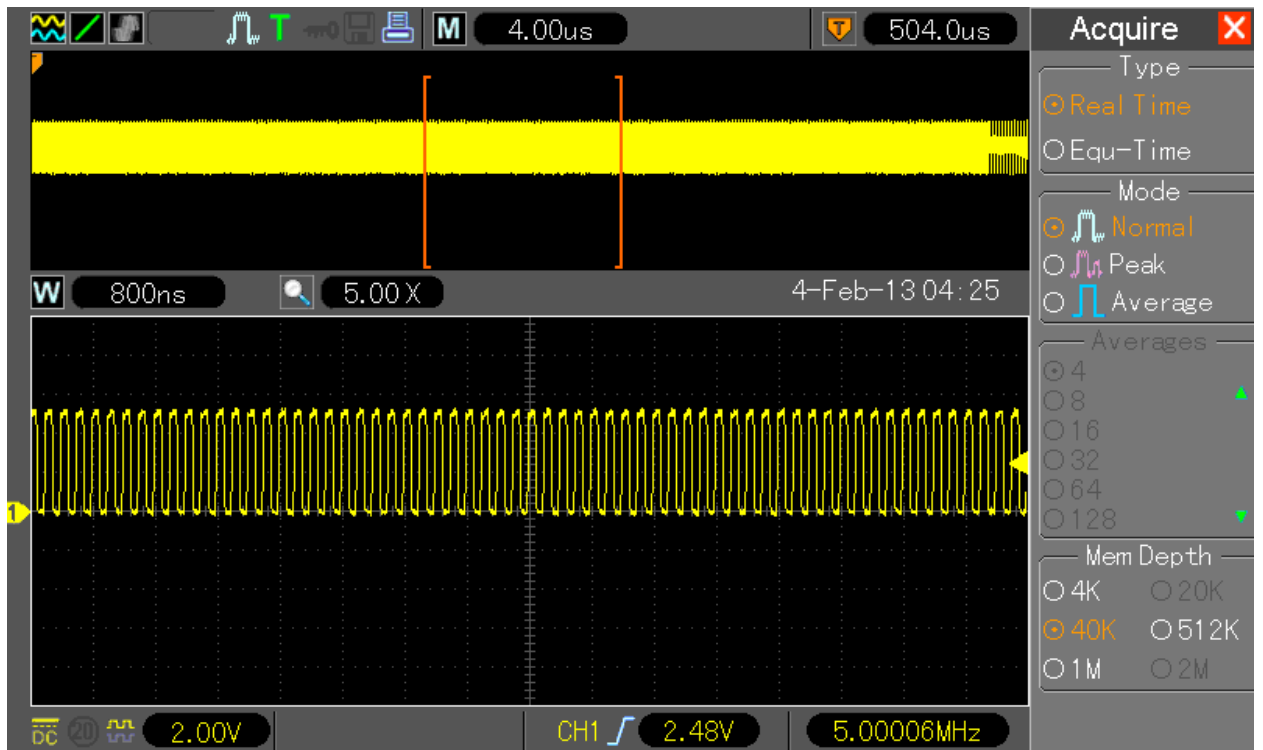 T M 4.00us T 504.0us Acquire X
Type
Real Time
Equ-Time
Mode
Normal
Peak
Average
W 800ns 5.00X 4-Feb-13 04:25
Averages
4
8
16
32
64
128
1
Mem Depth
4K 20K
40K 512K
1M 2M
DC 20 2.00V CH1 2.48V 5.00006MHz